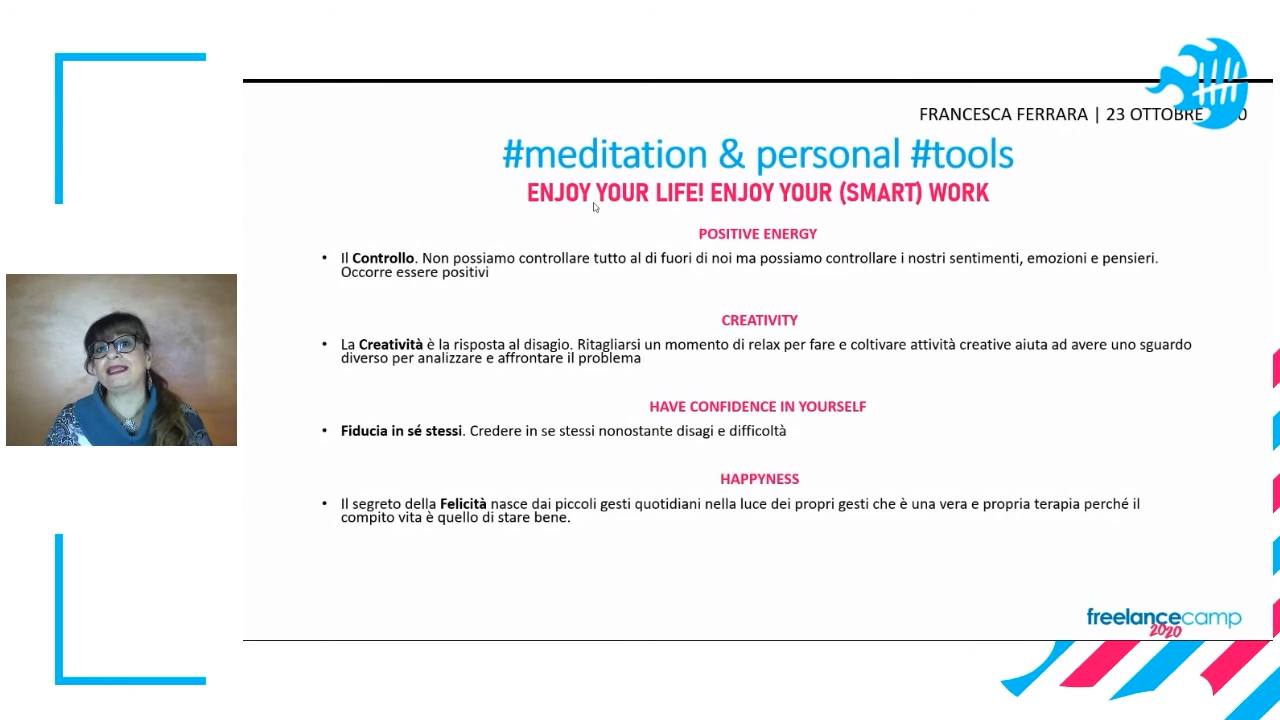 FRANCESCA FERRARA | 23 OTTOBRE 0
#meditation & personal #tools
ENJOY YOUR LIFE! ENJOY YOUR (SMART) WORK
POSITIVE ENERGY
• Il Controllo. Non possiamo controllare tutto al di fuori di noi ma possiamo controllare i nostri sentimenti, emozioni e pensieri.
Occorre essere positivi
CREATIVITY
• La Creatività è la risposta al disagio. Ritagliarsi un momento di relax per fare e coltivare attività creative aiuta ad avere uno sguardo
diverso per analizzare e affrontare il problema
HAVE CONFIDENCE IN YOURSELF
• Fiducia in sé stessi. Credere in se stessi nonostante disagi e difficoltà
HAPPYNESS
• Il segreto della Felicità nasce dai piccoli gesti quotidiani nella luce dei propri gesti che è una vera e propria terapia perché il
compito vita è quello di stare bene.
freelancecamp
2020